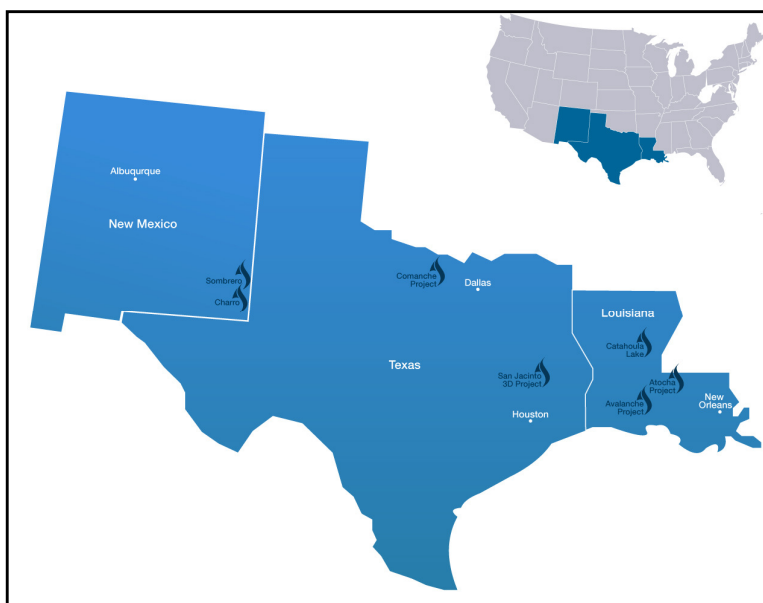 Albuqurque
New Mexico
Sombrero
Charro
Comanche
Project
Dallas
Texas
San Jacinto
3D Project
Houston
Louisiana
Catahoula
Lake
Atocha
Project
Avalanche
Project
New
Orleans